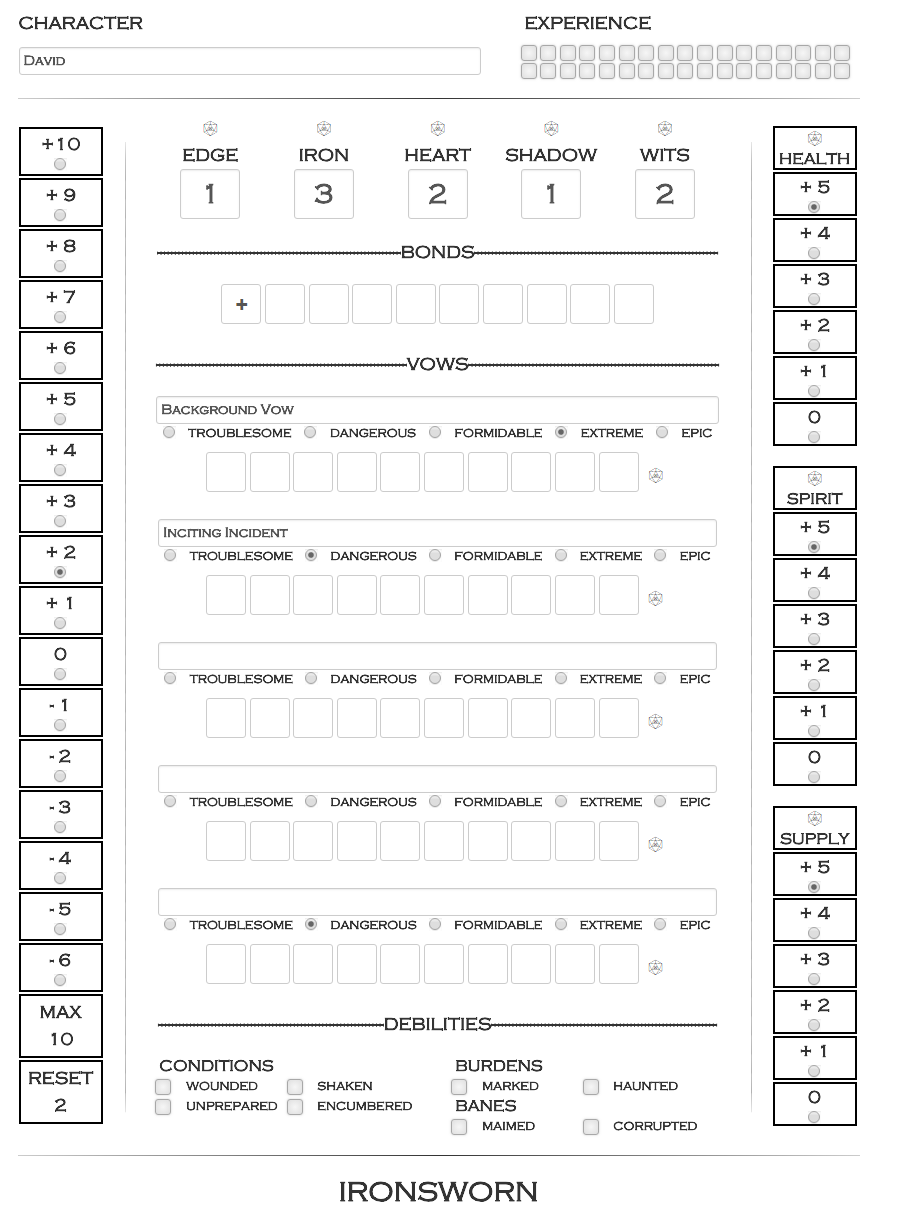 CHARACTER
EXPERIENCE
DAVID
+10
+9
+8
+7
+6
+5
+4
+3
+2
+1
0
-1
-2
-3
-4
-5
-6
MAX
10
RESET
2
EDGE IRON HEART SHADOW WITS
1 3 2 1 2
BONDS
+
VOWS
BACKGROUND VOW
TROUBLESOME DANGEROUS FORMIDABLE EXTREME EPIC
INCITING INCIDENT
TROUBLESOME DANGEROUS FORMIDABLE EXTREME EPIC
TROUBLESOME DANGEROUS FORMIDABLE EXTREME EPIC
TROUBLESOME DANGEROUS FORMIDABLE EXTREME EPIC
TROUBLESOME DANGEROUS FORMIDABLE EXTREME EPIC
DEBILITIES
CONDITIONS
WOUNDED SHAKEN
UNPREPARED ENCUMBERED
BURDENS
MARKED HAUNTED
BANES
MAIMED CORRUPTED
HEALTH
+5
+4
+3
+2
+1
0
SPIRIT
+5
+4
+3
+2
+1
0
SUPPLY
+5
+4
+3
+2
+1
0
IRONSWORN